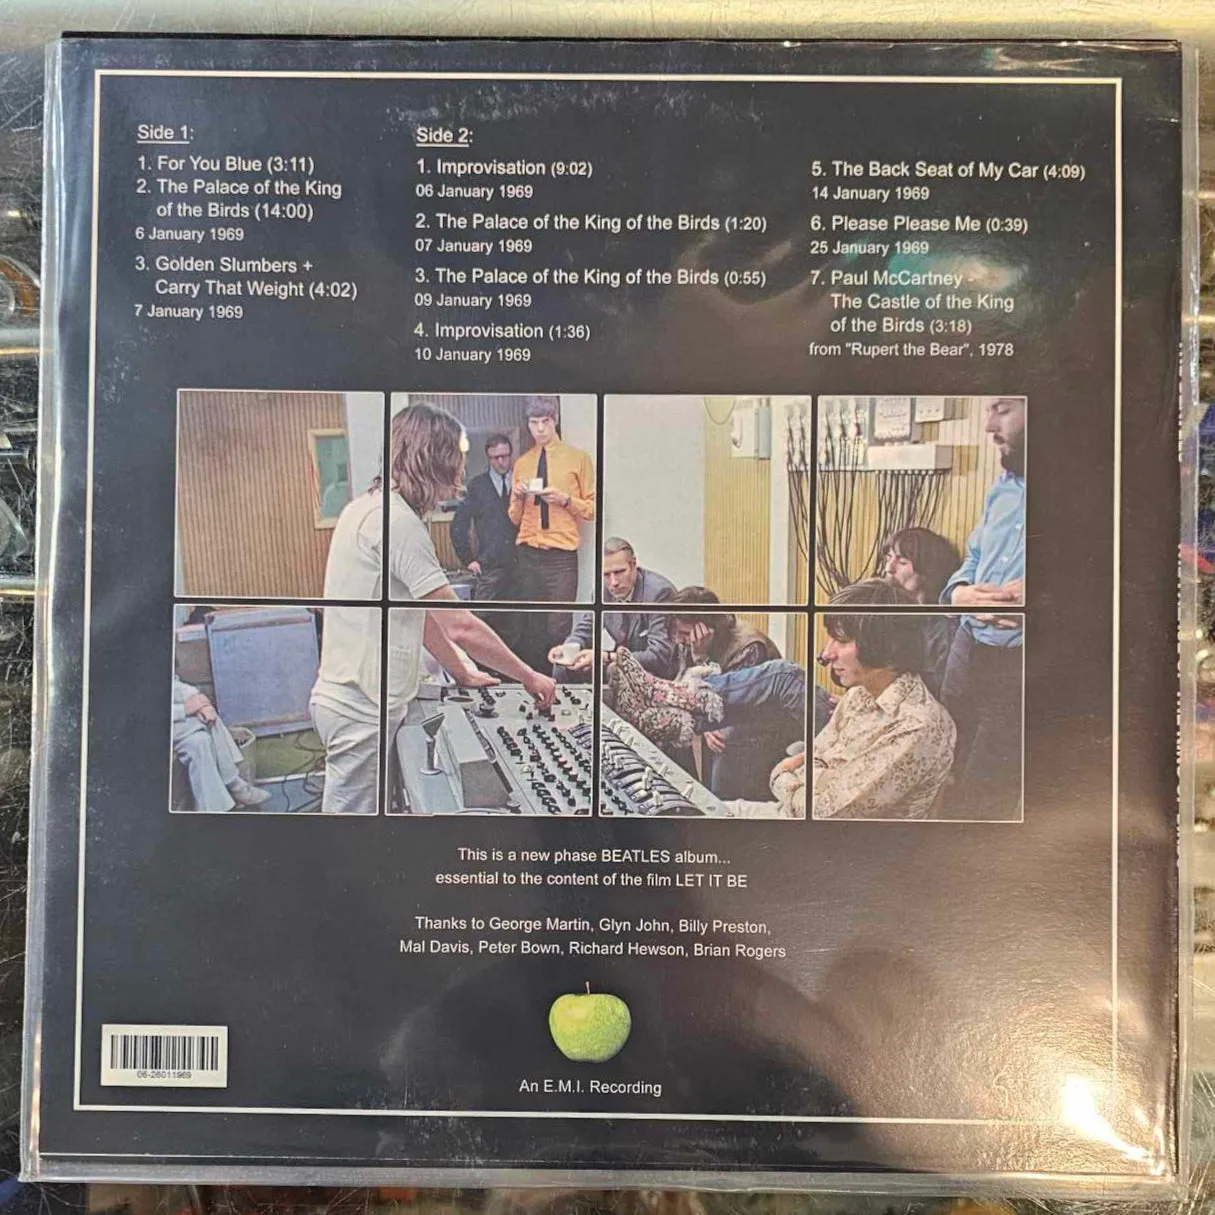 Side 1:
1. For You Blue (3:11)
2. The Palace of the King
of the Birds (14:00)
6 January 1969
3. Golden Slumbers +
Carry That Weight (4:02)
7 January 1969
Side 2:
1. Improvisation (9:02)
06 January 1969
2. The Palace of the King of the Birds (1:20)
07 January 1969
3. The Palace of the King of the Birds (0:55)
09 January 1969
4. Improvisation (1:36)
10 January 1969
5. The Back Seat of My Car (4:09)
14 January 1969
6. Please Please Me (0:39)
25 January 1969
7. Paul McCartney -
The Castle of the King
of the Birds (3:18)
from "Rupert the Bear", 1978
This is a new phase BEATLES album...
essential to the content of the film LET IT BE
Thanks to George Martin, Glyn John, Billy Preston,
Mal Davis, Peter Bown, Richard Hewson, Brian Rogers
06-26011969
An E.M.I. Recording